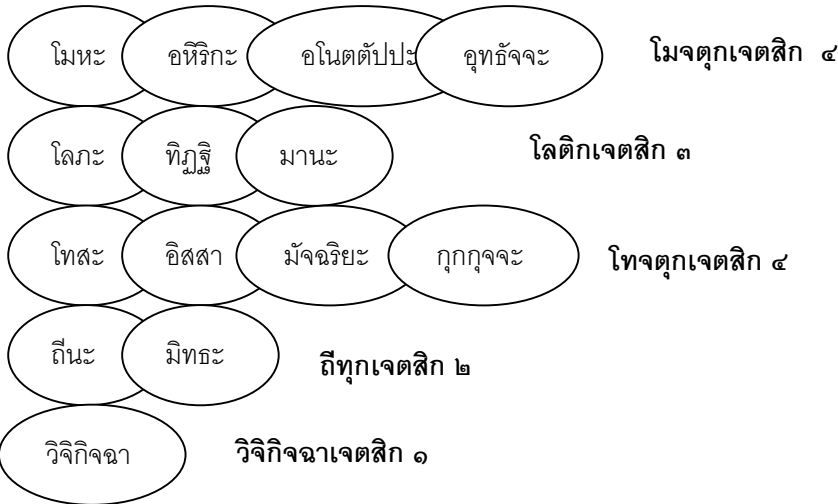 โมหะ อหิริกะ อโนตตัปปะ อุทธัจจะ โมจตุกเจตสิก ๔
โลภะ ทิฏฐิ มานะ โลติกเจตสิก ๓
โทสะ อิสสา มัจฉริยะ กุกกุจจะ โทจตุกเจตสิก ๔
ถีนะ มิทธะ ถีทุกเจตสิก ๒
วิจิกิจฉา วิจิกิจฉาเจตสิก ๑